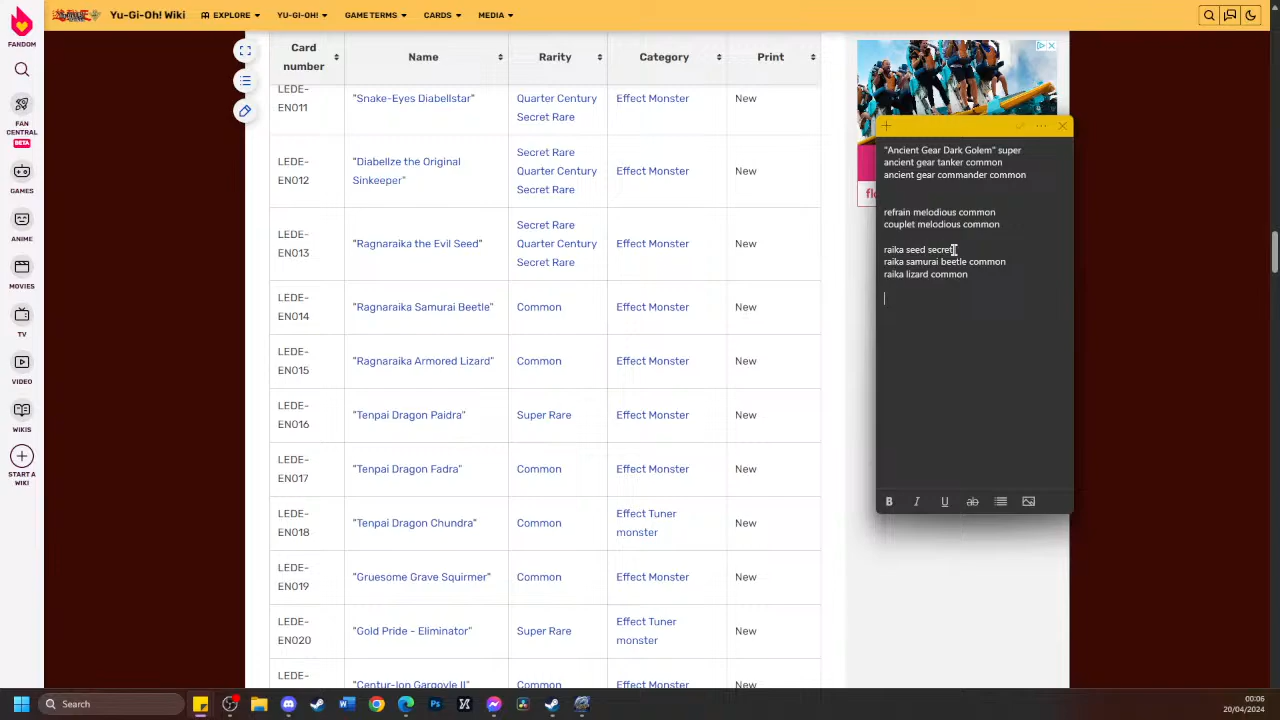 Yu-Gi-Oh! Wiki
EXPLORE
YU-GI-OH!
GAME TERMS
CARDS
MEDIA
FANDOM
FAN
CENTRAL
BETA
GAMES
ANIME
MOVIES
TV
VIDEO
WIKIS
START A
WIKI
Card
number
Name
Rarity
Category
Print
LEDE-
EN011
"Snake-Eyes Diabellstar"
Quarter Century
Secret Rare
Effect Monster
New
LEDE-
EN012
"Diabellze the Original
Sinkeeper"
Secret Rare
Quarter Century
Secret Rare
Effect Monster
New
LEDE-
EN013
"Ragnaraika the Evil Seed"
Secret Rare
Quarter Century
Secret Rare
Effect Monster
New
LEDE-
EN014
"Ragnaraika Samurai Beetle"
Common
Effect Monster
New
LEDE-
EN015
"Ragnaraika Armored Lizard"
Common
Effect Monster
New
LEDE-
EN016
"Tenpai Dragon Paidra"
Super Rare
Effect Monster
New
LEDE-
EN017
"Tenpai Dragon Fadra"
Common
Effect Monster
New
LEDE-
EN018
"Tenpai Dragon Chundra"
Common
Effect Tuner
monster
New
LEDE-
EN019
"Gruesome Grave Squirmer"
Common
Effect Monster
New
LEDE-
EN020
"Gold Pride - Eliminator"
Super Rare
Effect Tuner
monster
New
LEDE-
"Centur-Ion Gargoyle II"
Common
Effect Monster
New
"Ancient Gear Dark Golem" super
ancient gear tanker common
ancient gear commander common
refrain melodious common
couplet melodious common
raika seed secret
raika samurai beetle common
raika lizard common
B
I
U
ab
Search
00:06
20/04/2024